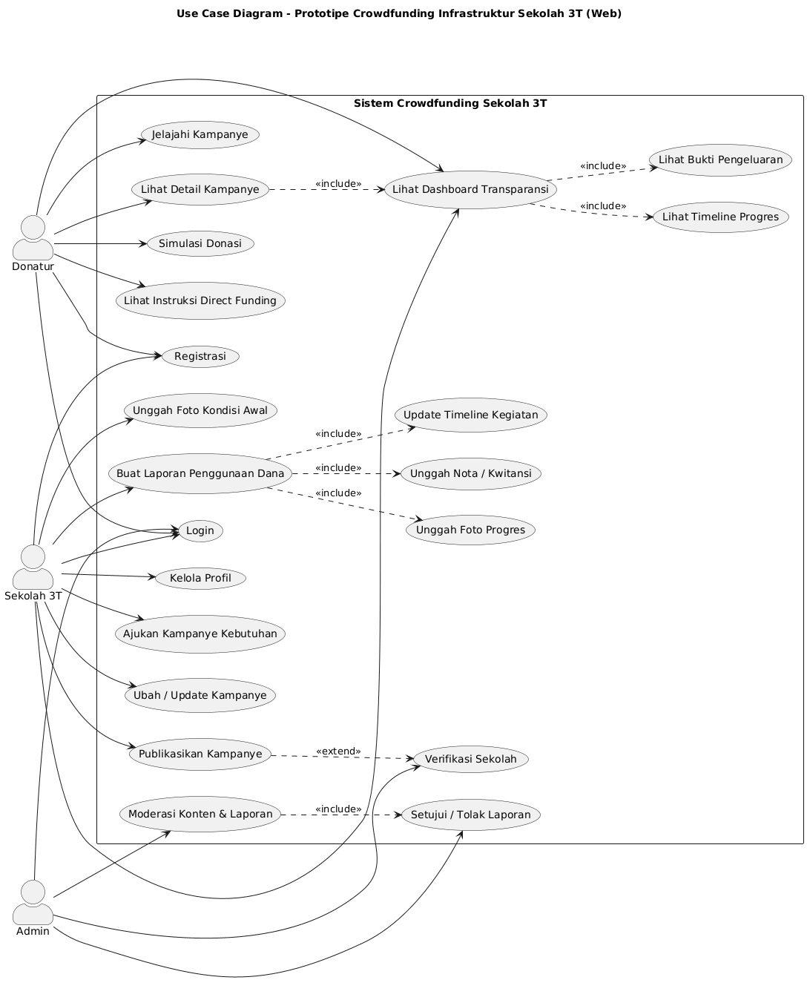 Use Case Diagram - Prototipe Crowdfunding Infrastruktur Sekolah 3T (Web)
Sistem Crowdfunding Sekolah 3T
Jelajahi Kampanye
Lihat Bukti Pengeluaran
«include»
Lihat Detail Kampanye
«include»
Lihat Dashboard Transparansi
«include»
Lihat Timeline Progres
Simulasi Donasi
Donatur
Lihat Instruksi Direct Funding
Registrasi
Unggah Foto Kondisi Awal
Update Timeline Kegiatan
«include»
Buat Laporan Penggunaan Dana
«include»
Unggah Nota / Kwitansi
«include»
Unggah Foto Progres
Login
Kelola Profil
Sekolah 3T
Ajukan Kampanye Kebutuhan
Ubah / Update Kampanye
Publikasikan Kampanye
«extend»
Verifikasi Sekolah
Moderasi Konten & Laporan
«include»
Setujui / Tolak Laporan
Admin